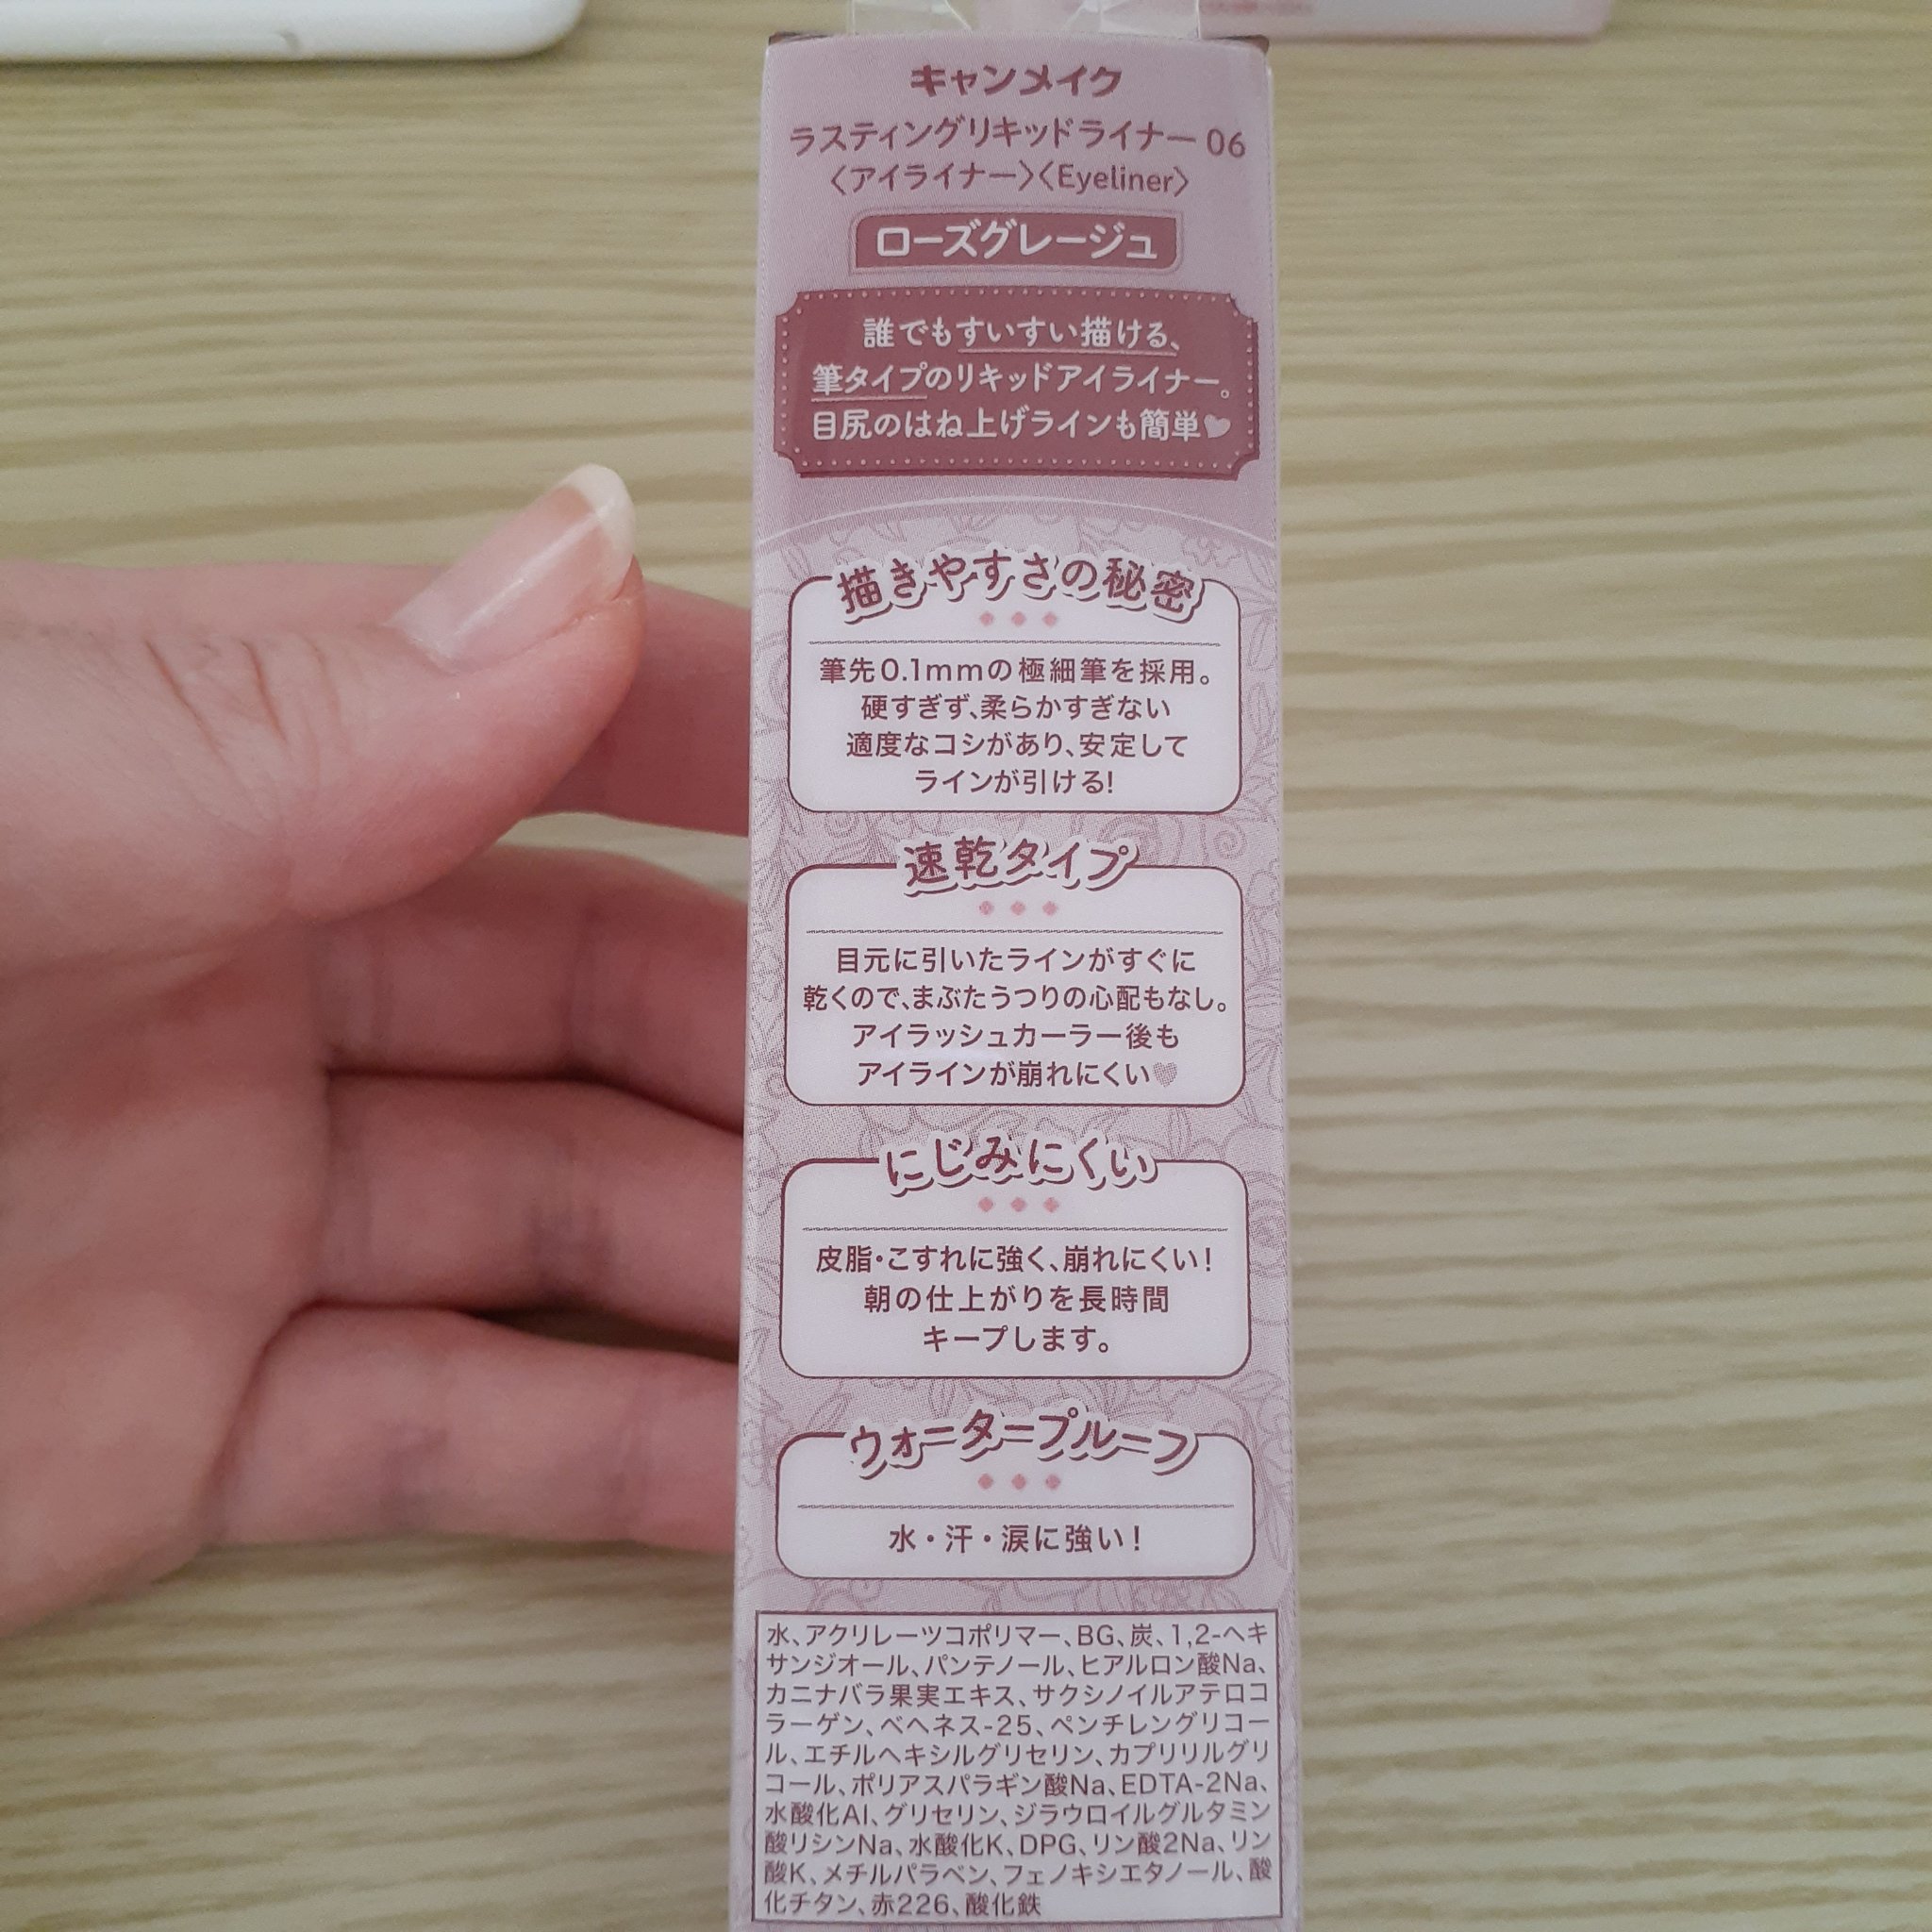 キャンメイク
ラスティングリキッドライナー 06
〈アイライナー〉〈Eyeliner〉
ローズグレージュ
誰でもすいすい描ける、
筆タイプのリキッドアイライナー。
目尻のはね上げラインも簡単♥
描きやすさの秘密
筆先0.1mmの極細筆を採用。
硬すぎず、柔らかすぎない
適度なコシがあり、安定して
ラインが引ける!
速乾タイプ
目元に引いたラインがすぐに
乾くので、まぶたうつりの心配もなし。
アイラッシュカーラー後も
アイラインが崩れにくい♥
にじみにくい
皮脂・こすれに強く、崩れにくい!
朝の仕上がりを長時間
キープします。
ウォータープルーフ
水・汗・涙に強い!
水、アクリレーツコポリマー、BG、炭、1,2-ヘキ
サンジオール、パンテノール、ヒアルロン酸Na、
カニナバラ果実エキス、サクシノイルアテロコ
ラーゲン、ベヘネス-25、ペンチレングリコー
ル、エチルヘキシルグリセリン、カプリリルグリ
コール、ポリアスパラギン酸Na、EDTA-2Na、
水酸化Al、グリセリン、ジラウロイルグルタミン
酸リシンNa、水酸化K、DPG、リン酸2Na、リン
酸K、メチルパラベン、フェノキシエタノール、酸
化チタン、赤226、酸化鉄